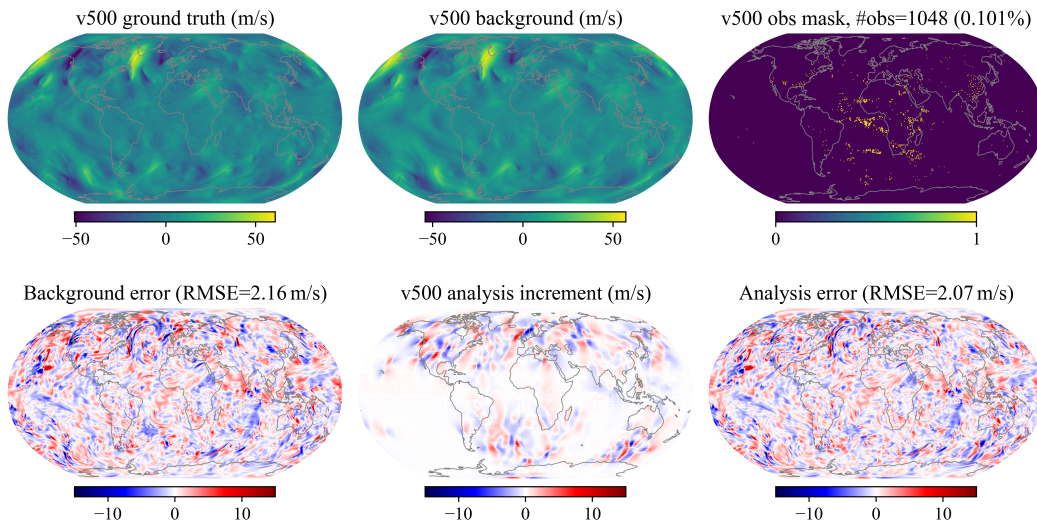 v500 ground truth (m/s)
v500 background (m/s)
v500 obs mask, #obs=1048 (0.101%)
−50 0 50
−50 0 50
0 1
Background error (RMSE=2.16 m/s)
v500 analysis increment (m/s)
Analysis error (RMSE=2.07 m/s)
−10 0 10
−10 0 10
−10 0 10